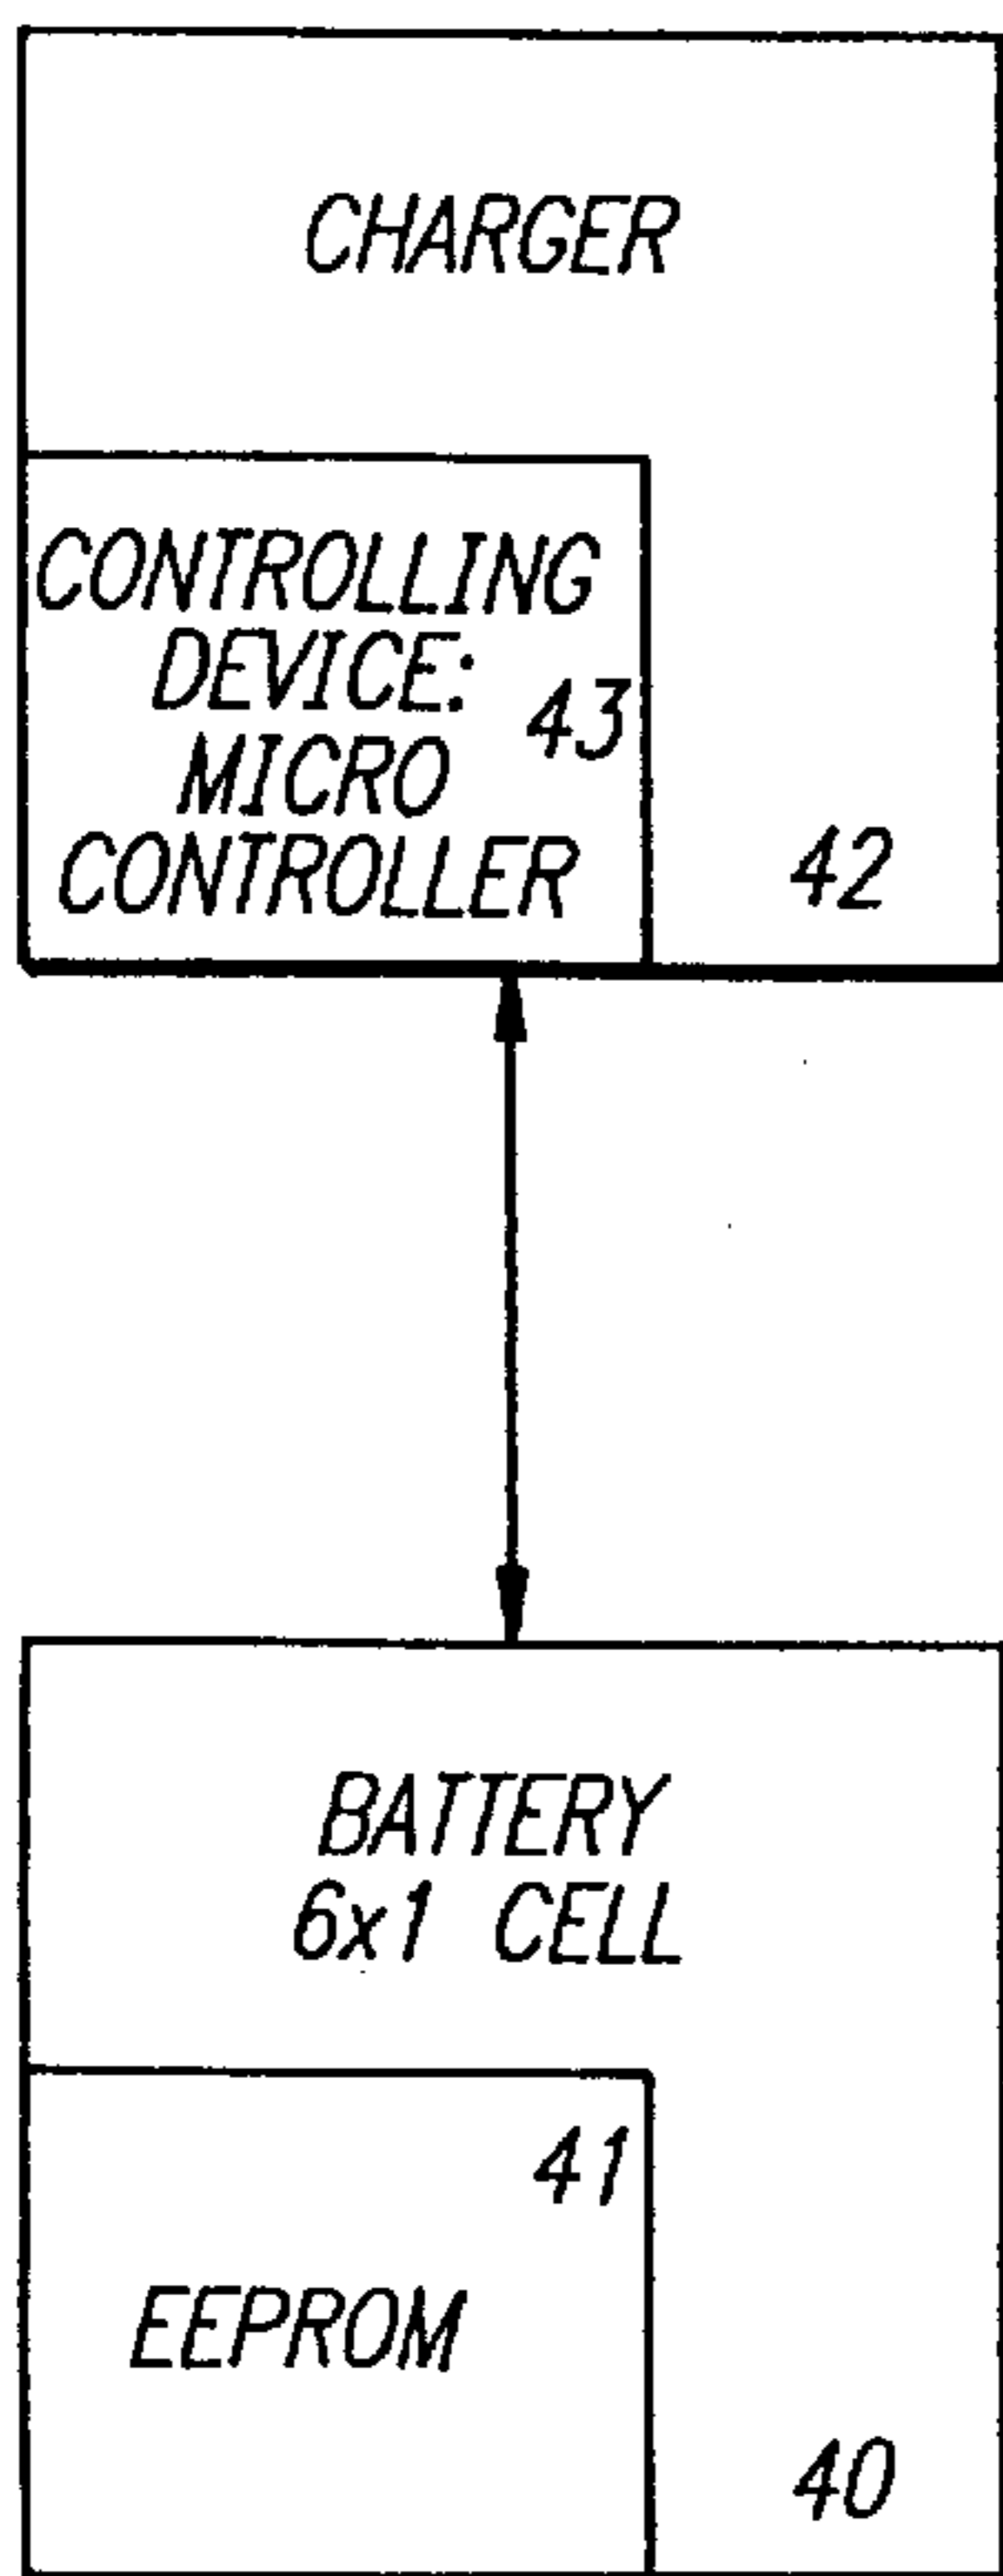 CHARGER
CONTROLLING
DEVICE:
43
MICRO
CONTROLLER
42
BATTERY
6x1 CELL
41
EEPROM
40